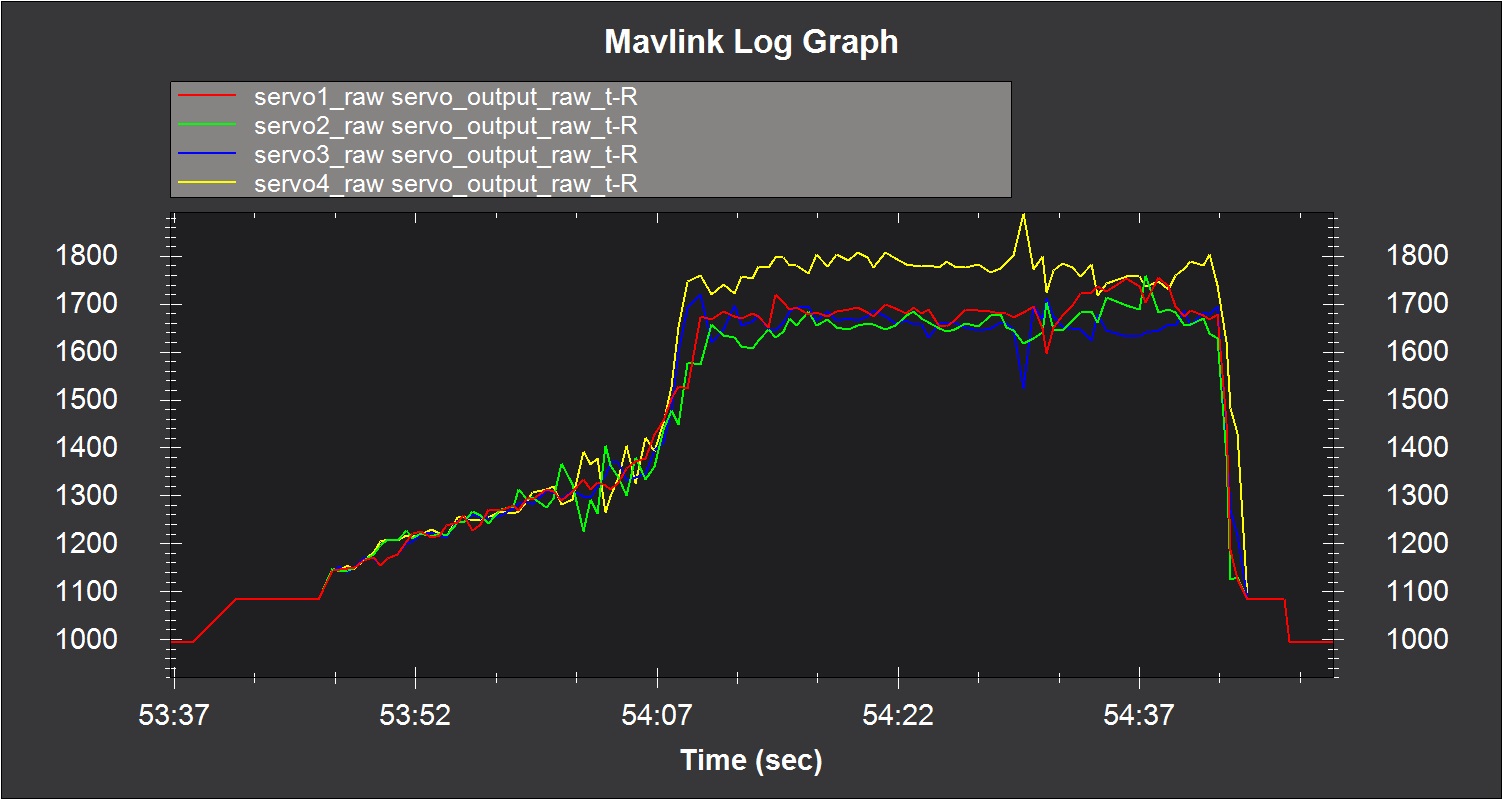 Mavlink Log Graph
servo1_raw servo_output_raw_t-R
servo2_raw servo_output_raw_t-R
servo3_raw servo_output_raw_t-R
servo4_raw servo_output_raw_t-R
1800 1800
1700 1700
1600 1600
1500 1500
1400 1400
1300 1300
1200 1200
1100 1100
1000 1000
53:37 53:52 54:07 54:22 54:37
Time (sec)